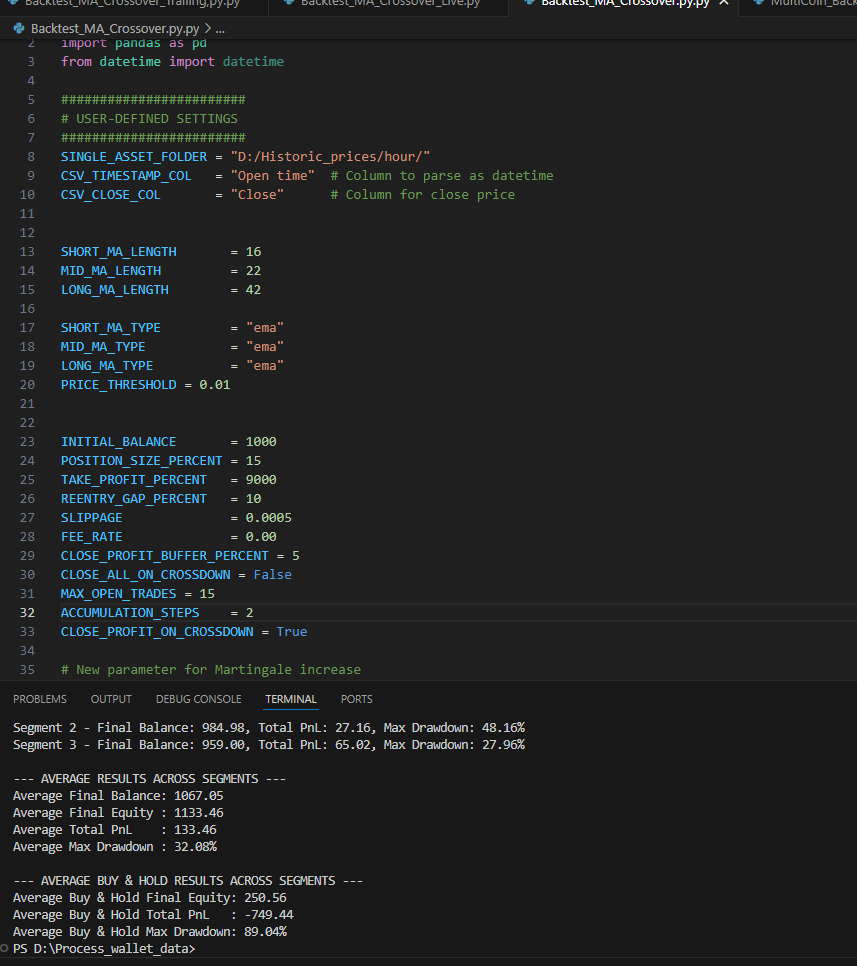 Backtest_MA_Crossover_Trailing.py.py Backtest_MA_Crossover_Live.py Backtest_MA_Crossover.py.py MultiCoin_Back
Backtest_MA_Crossover.py.py > ...
2 import pandas as pd
3 from datetime import datetime
4
5 ########################
6 # USER-DEFINED SETTINGS
7 ########################
8 SINGLE_ASSET_FOLDER = "D:/Historic_prices/hour/"
9 CSV_TIMESTAMP_COL   = "Open time"  # Column to parse as datetime
10 CSV_CLOSE_COL       = "Close"      # Column for close price
11
12
13 SHORT_MA_LENGTH       = 16
14 MID_MA_LENGTH         = 22
15 LONG_MA_LENGTH        = 42
16
17 SHORT_MA_TYPE         = "ema"
18 MID_MA_TYPE           = "ema"
19 LONG_MA_TYPE          = "ema"
20 PRICE_THRESHOLD = 0.01
21
22
23 INITIAL_BALANCE       = 1000
24 POSITION_SIZE_PERCENT = 15
25 TAKE_PROFIT_PERCENT   = 9000
26 REENTRY_GAP_PERCENT   = 10
27 SLIPPAGE              = 0.0005
28 FEE_RATE              = 0.00
29 CLOSE_PROFIT_BUFFER_PERCENT = 5
30 CLOSE_ALL_ON_CROSSDOWN = False
31 MAX_OPEN_TRADES = 15
32 ACCUMULATION_STEPS    = 2
33 CLOSE_PROFIT_ON_CROSSDOWN = True
34
35 # New parameter for Martingale increase
PROBLEMS OUTPUT DEBUG CONSOLE TERMINAL PORTS
Segment 2 - Final Balance: 984.98, Total PnL: 27.16, Max Drawdown: 48.16%
Segment 3 - Final Balance: 959.00, Total PnL: 65.02, Max Drawdown: 27.96%
--- AVERAGE RESULTS ACROSS SEGMENTS ---
Average Final Balance: 1067.05
Average Final Equity : 1133.46
Average Total PnL    : 133.46
Average Max Drawdown : 32.08%
--- AVERAGE BUY & HOLD RESULTS ACROSS SEGMENTS ---
Average Buy & Hold Final Equity: 250.56
Average Buy & Hold Total PnL   : -749.44
Average Buy & Hold Max Drawdown: 89.04%
PS D:\Process_wallet_data>